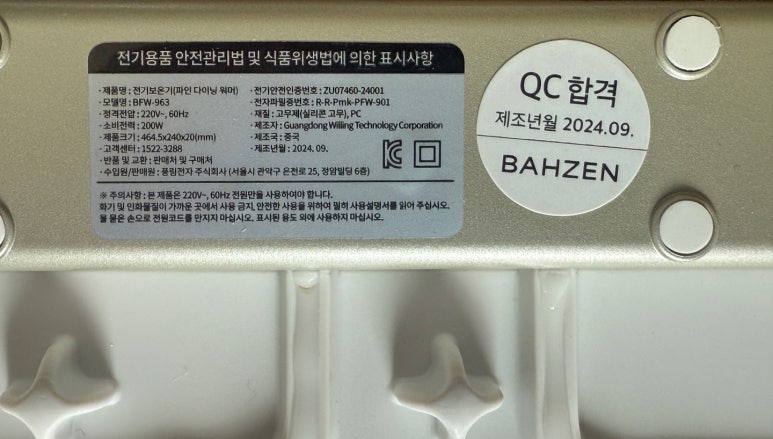 전기용품 안전관리법 및 식품위생법에 의한 표시사항
· 제품명 : 전기보온기(파인 다이닝 워머)
· 모델명 : BFW-963
· 정격전압 : 220V~, 60Hz
· 소비전력 : 200W
· 제품크기 : 464.5x240x20(mm)
· 고객센터 : 1522-3288
· 반품 및 교환 : 판매처 및 구매처
· 수입원/판매원 : 풍림전자 주식회사 (서울시 관악구 은천로 25, 정암빌딩 6층)
· 전기안전인증번호 : ZU07460-24001
· 전자파필증번호 : R-R-Pmk-PFW-901
· 재질 : 고무제(실리콘 고무), PC
· 제조자 : Guangdong Willing Technology Corporation
· 제조국 : 중국
· 제조년월 : 2024. 09.
※ 주의사항 : 본 제품은 220V~, 60Hz 전원만을 사용하여야 합니다.
화기 및 인화물질이 가까운 곳에서 사용 금지, 안전한 사용을 위하여 필히 사용설명서를 읽어 주십시오.
물 묻은 손으로 전원코드를 만지지 마십시오. 표시된 용도 외에 사용하지 마십시오.
QC 합격
제조년월 2024.09.
BAHZEN